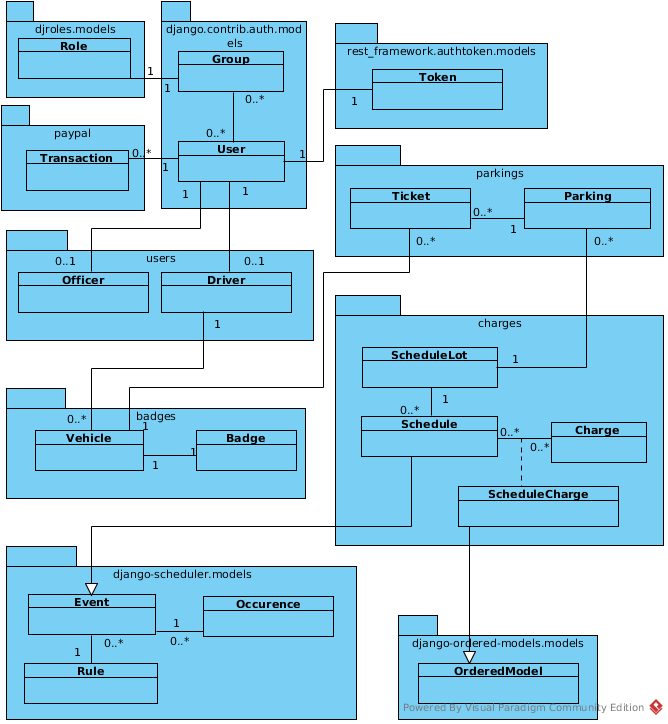 djroles.models
Role
1
1
django.contrib.auth.mod
els
Group
0..*
0..*
User
1
1
1
1
rest_framework.authtoken.models
Token
1
paypal
Transaction
0..*
parkings
Ticket
0..*
1
Parking
0..*
0..*
users
0..1
0..1
Officer
Driver
1
charges
ScheduleLot
1
1
0..*
Schedule
0..*
0..*
Charge
ScheduleCharge
badges
0..*
1
Vehicle
1
1
Badge
django-scheduler.models
Event
1
0..*
Occurence
0..*
1
Rule
django-ordered-models.models
OrderedModel
Powered By Visual Paradigm Community Edition